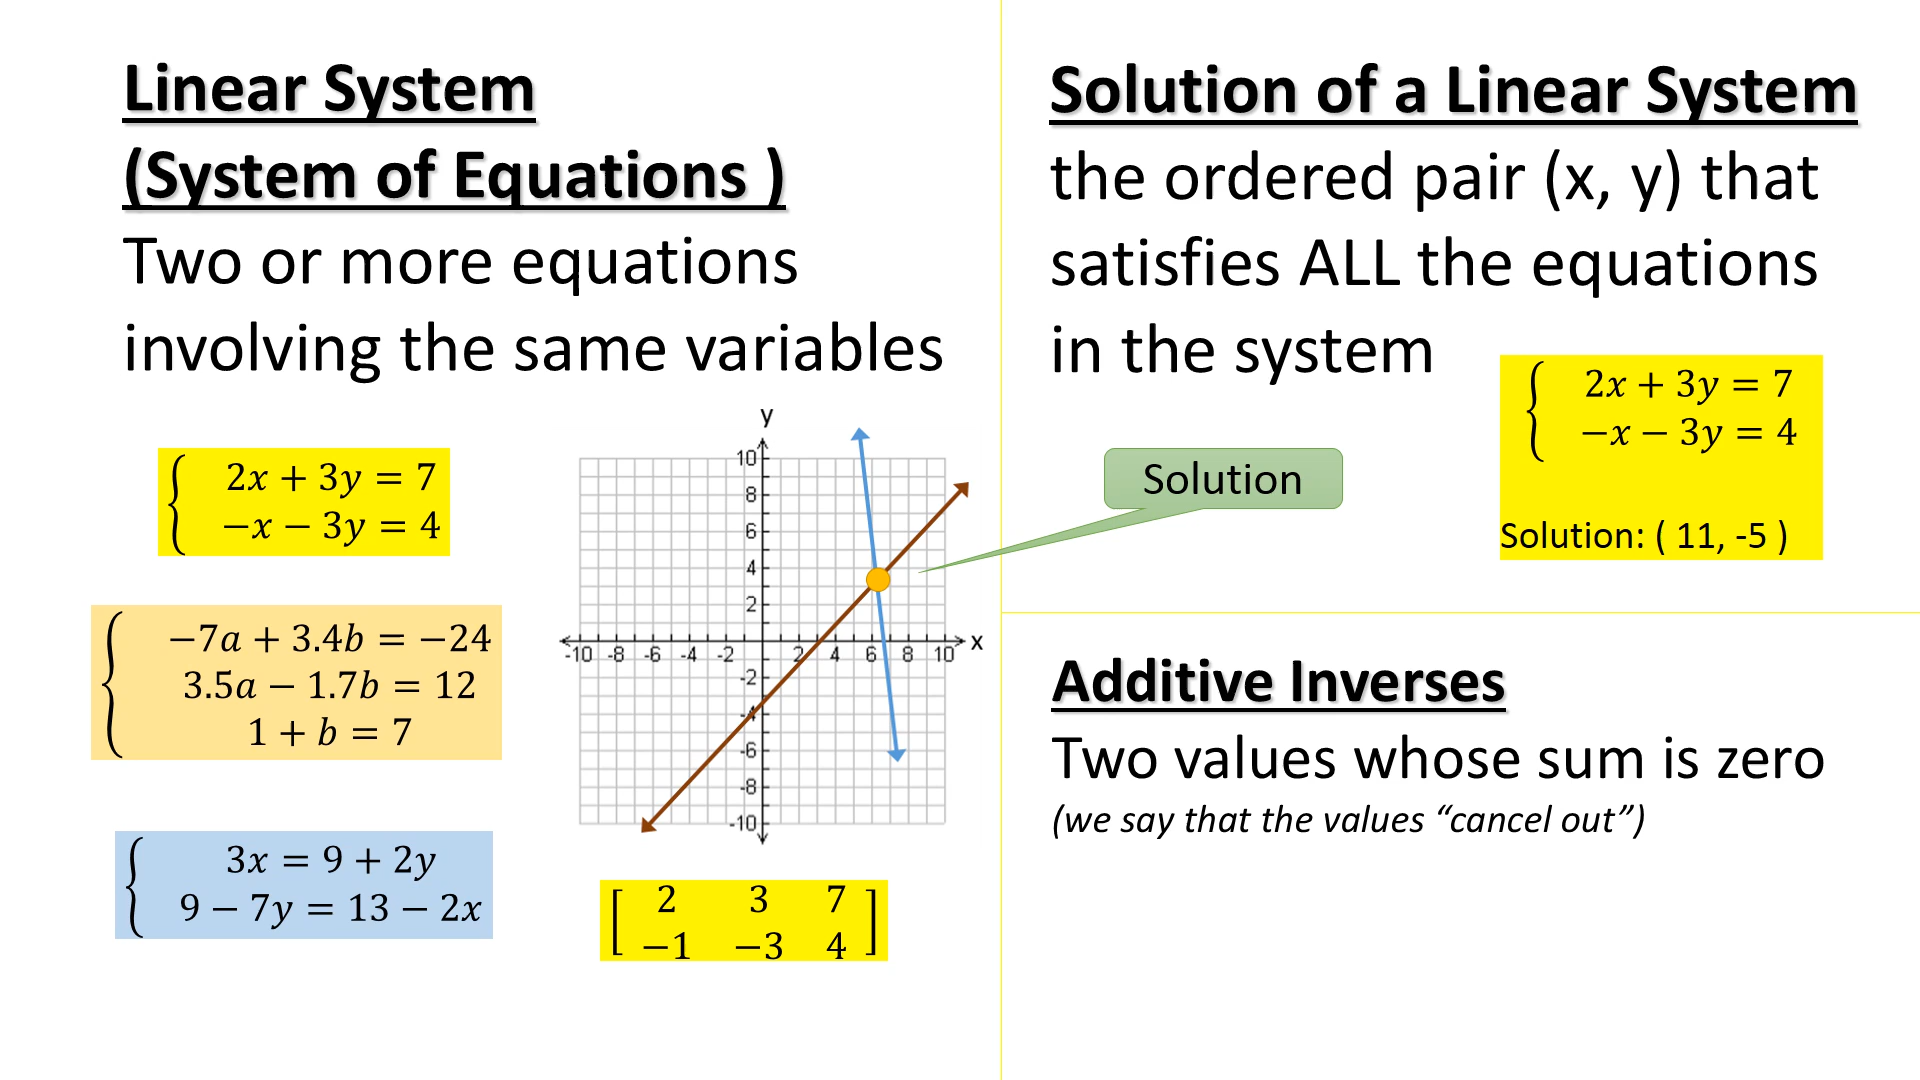 Linear System
(System of Equations )
Two or more equations
involving the same variables
2x + 3y = 7
−x − 3y = 4
−7a + 3.4b = −24
3.5a − 1.7b = 12
1 + b = 7
3x = 9 + 2y
9 − 7y = 13 − 2x
y
10
8
6
4
2
-10 -8 -6 -4 -2 2 4 6 8 10 x
-2
-4
-6
-8
-10
[ 2 3 7 ]
[ −1 −3 4 ]
Solution of a Linear System
the ordered pair (x, y) that
satisfies ALL the equations
in the system
2x + 3y = 7
−x − 3y = 4
Solution: ( 11, -5 )
Solution
Additive Inverses
Two values whose sum is zero
(we say that the values “cancel out”)